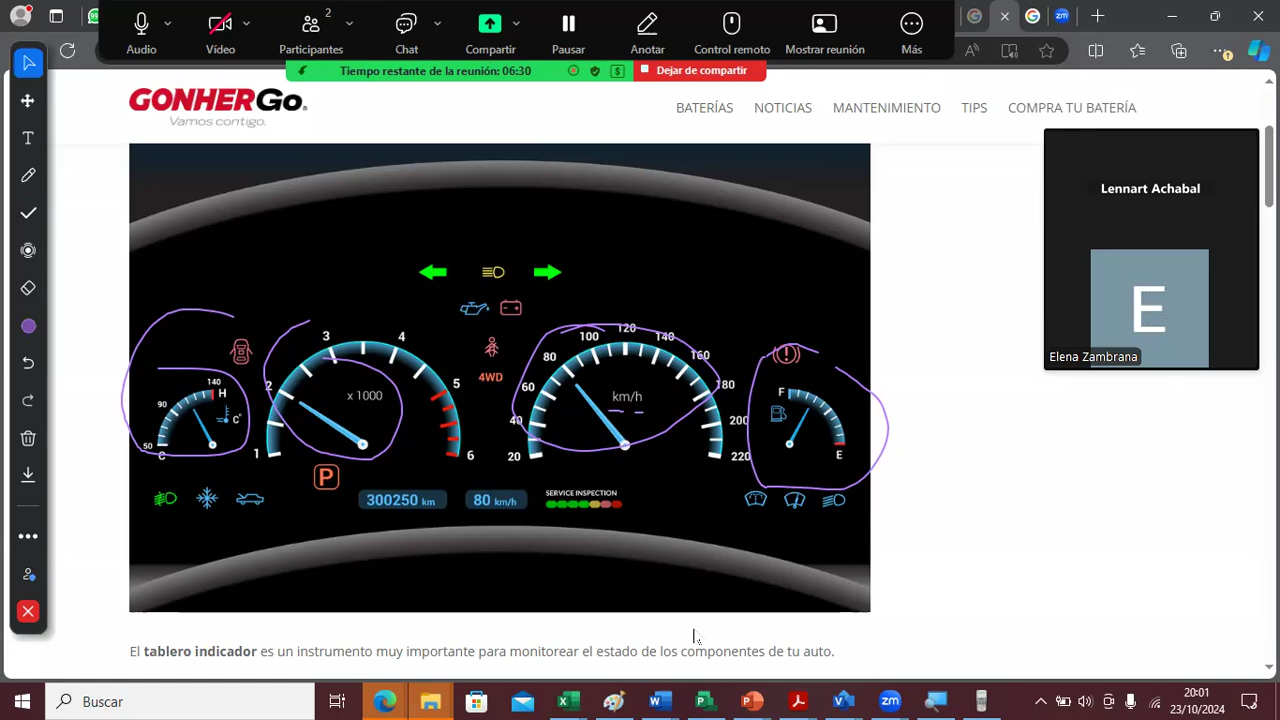 Audio
Vídeo
Participantes
2
Chat
Compartir
Pausar
Anotar
Control remoto
Mostrar reunión
Más
Tiempo restante de la reunión: 06:30
Dejar de compartir
GONHERGo
Vamos contigo.
BATERÍAS NOTICIAS MANTENIMIENTO TIPS COMPRA TU BATERÍA
Lennart Achabal
E
Elena Zambrana
140
H
90
50
C
C°
1
2
3
4
5
6
x 1000
4WD
20
40
60
80
100
120
140
160
180
200
220
km/h
F
E
P
300250 km
80 km/h
SERVICE INSPECTION
El tablero indicador es un instrumento muy importante para monitorear el estado de los componentes de tu auto.
Buscar
20:01
23/10/2024